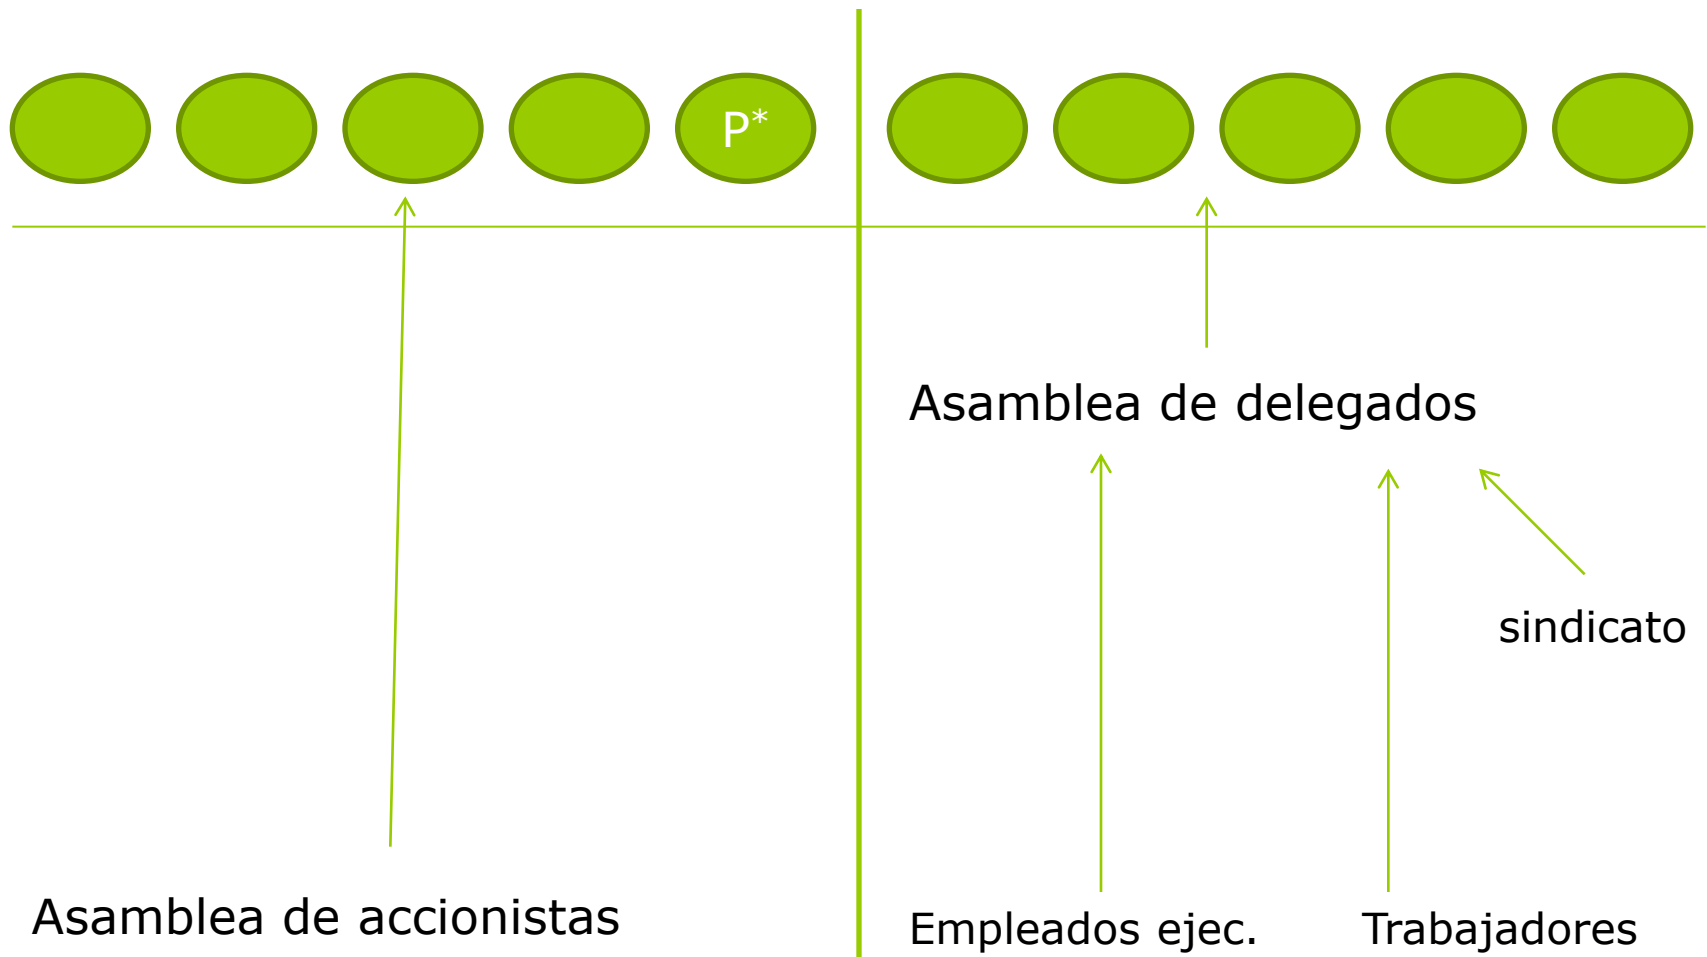 P*
Asamblea de delegados
sindicato
Asamblea de accionistas
Empleados ejec.
Trabajadores